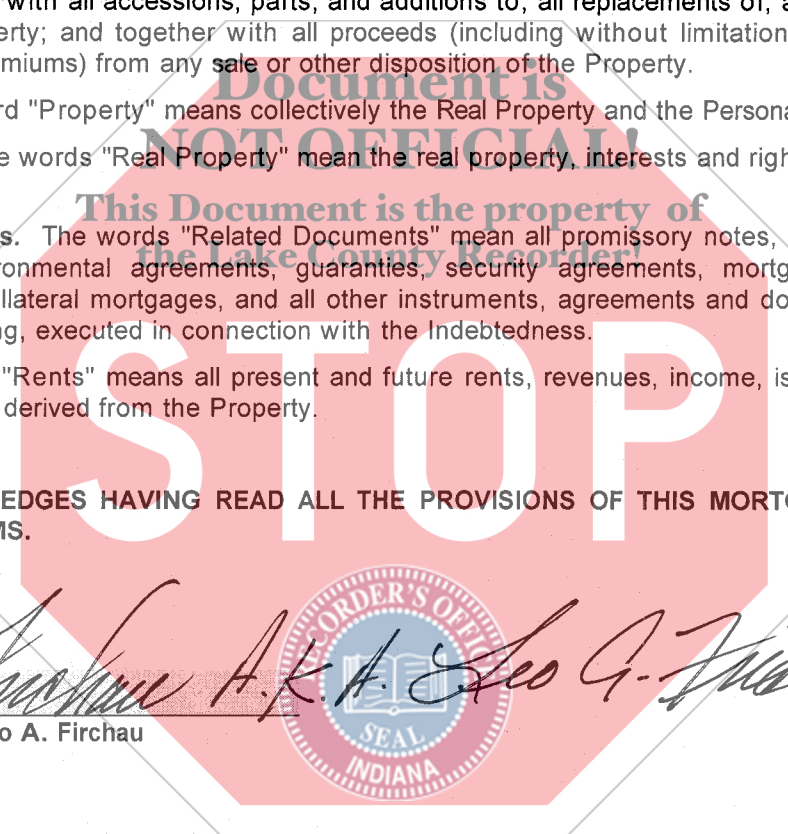 with all accessions, parts, and additions to, all replacements of, a
erty; and together with all proceeds (including without limitation
miums) from any sale or other disposition of the Property.
Document is
rd "Property" means collectively the Real Property and the Persona
NOT OFFICIAL!
e words "Real Property" mean the real property, interests and righ
This Document is the property of
s. The words "Related Documents" mean all promissory notes,
the Lake County Recorder!
ronmental agreements, guaranties, security agreements, mortg
llateral mortgages, and all other instruments, agreements and do
ng, executed in connection with the Indebtedness.
"Rents" means all present and future rents, revenues, income, is
derived from the Property.
STOP
EDGES HAVING READ ALL THE PROVISIONS OF THIS MORT
MS.
RECORDER'S OFFIC
A.K.A. Leo G.
o A. Firchau
SEAL
INDIANA